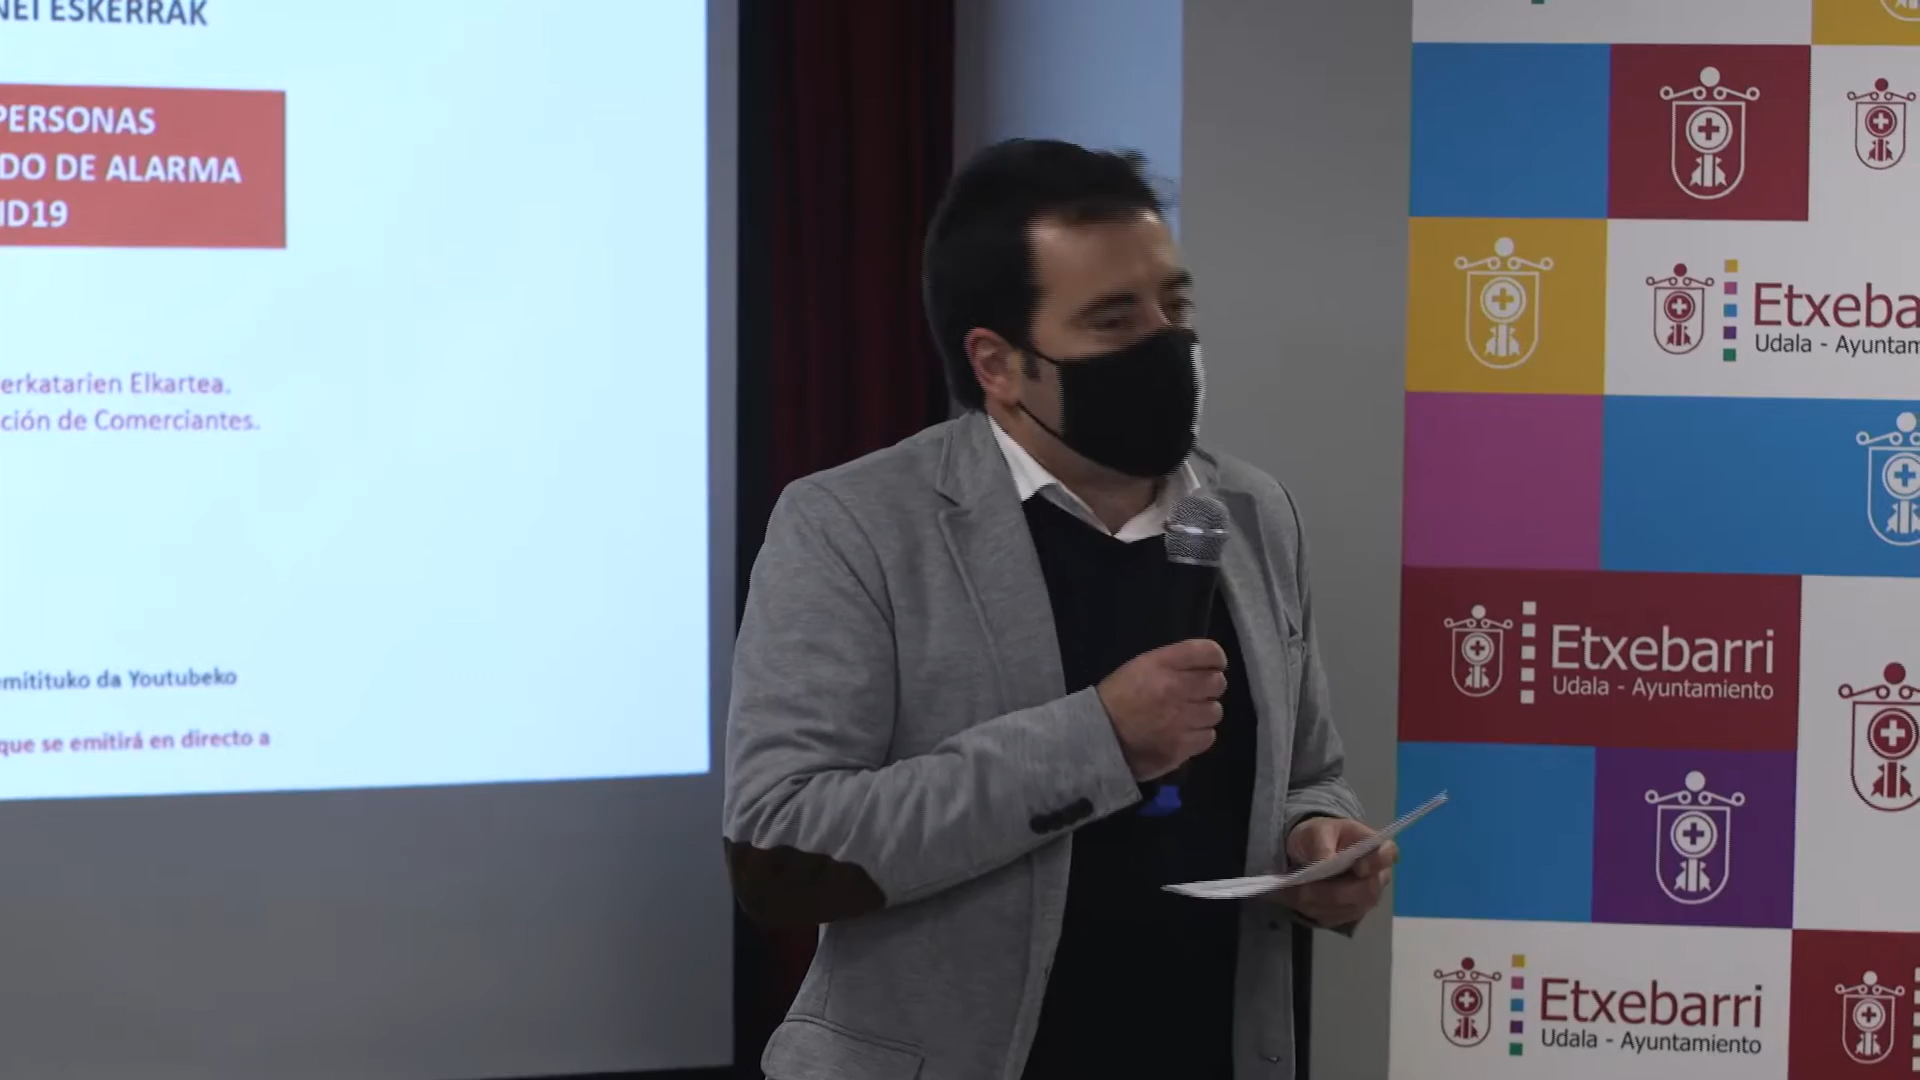 ESKERRAK
PERSONAS
DO DE ALARMA
ID19
erkatarien Elkartea.
ción de Comerciantes.
emitituko da Youtubeko
que se emitirá en directo a
Etxeba
Udala - Ayuntam
Etxebarri
Udala - Ayuntamiento
Etxebarri
Udala - Ayuntamiento